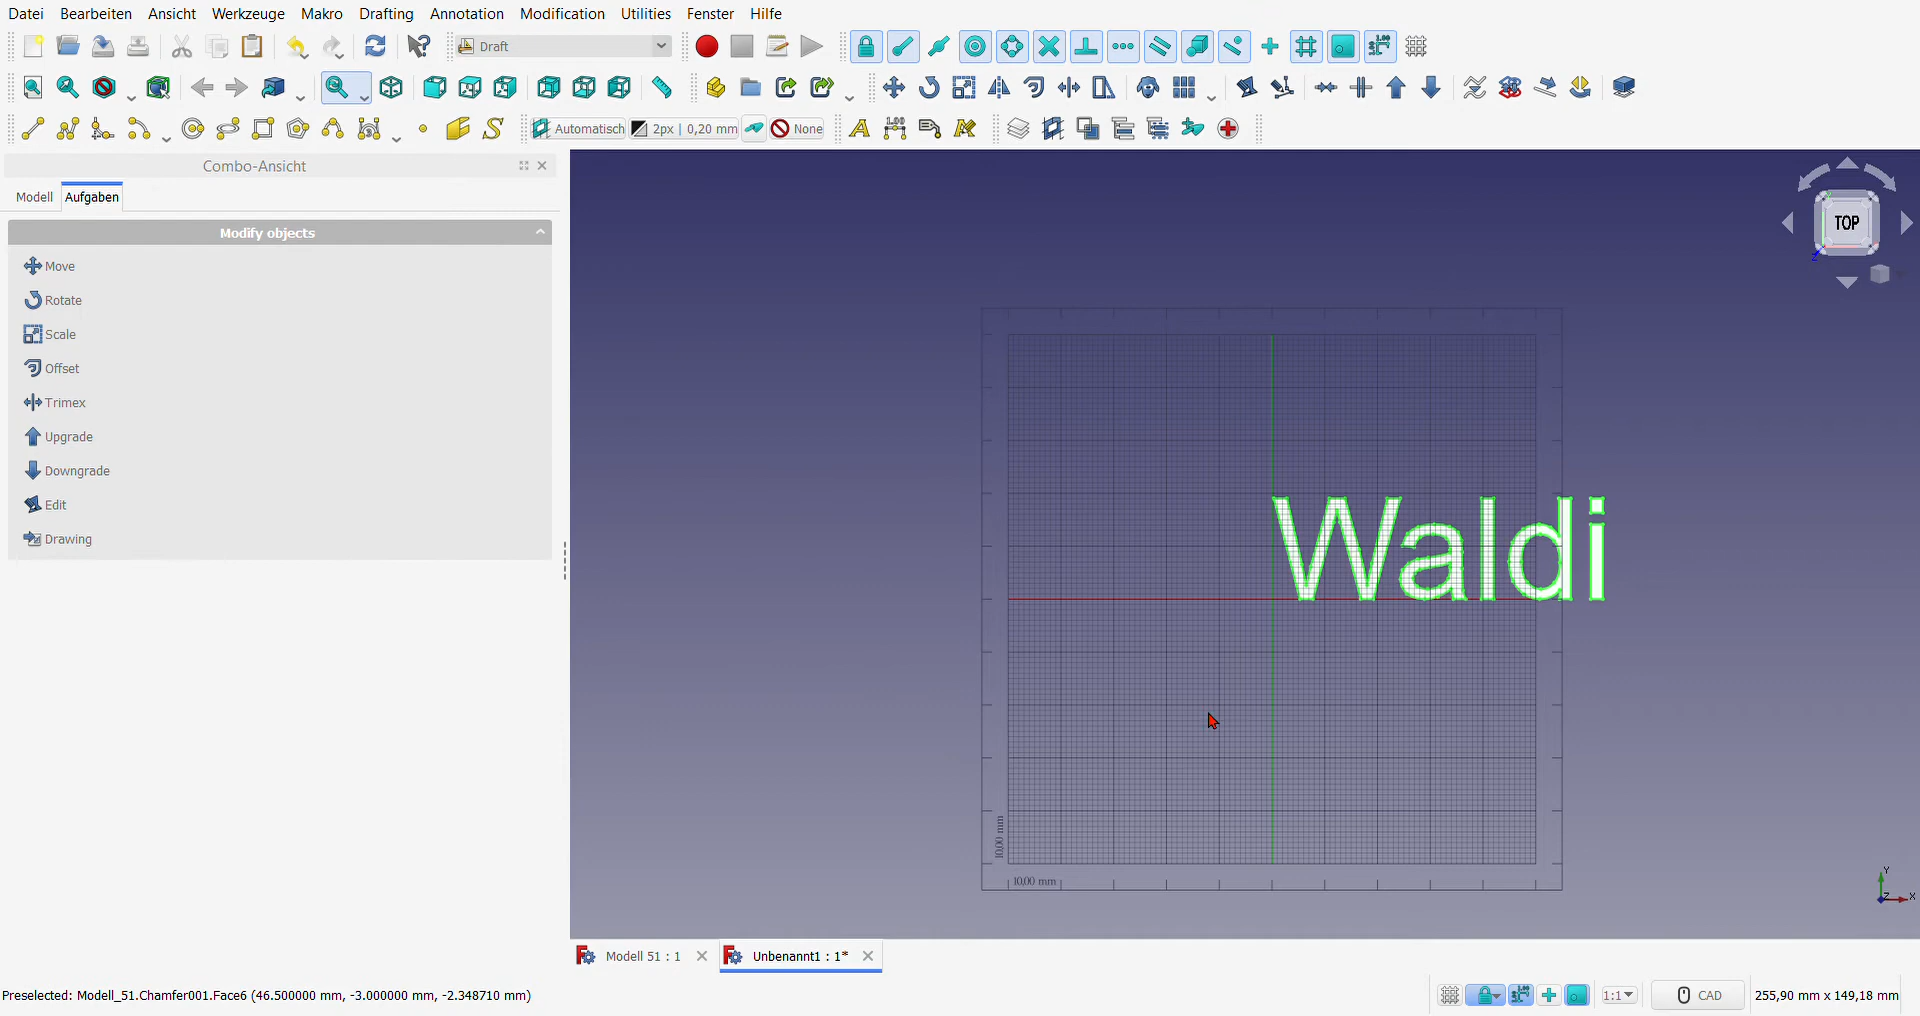 Datei Bearbeiten Ansicht Werkzeuge Makro Drafting Annotation Modification Utilities Fenster Hilfe
Draft
Automatisch 2px | 0,20 mm None
Combo-Ansicht
Modell Aufgaben
Modify objects
Move
Rotate
Scale
Offset
Trimex
Upgrade
Downgrade
Edit
Drawing
TOP
Z
Waldi
10,00 mm
10,00 mm
Y
Z X
Modell 51 : 1 Unbenannt1 : 1*
Preselected: Modell_51.Chamfer001.Face6 (46.500000 mm, -3.000000 mm, -2.348710 mm)
1:1 CAD 255,90 mm x 149,18 mm